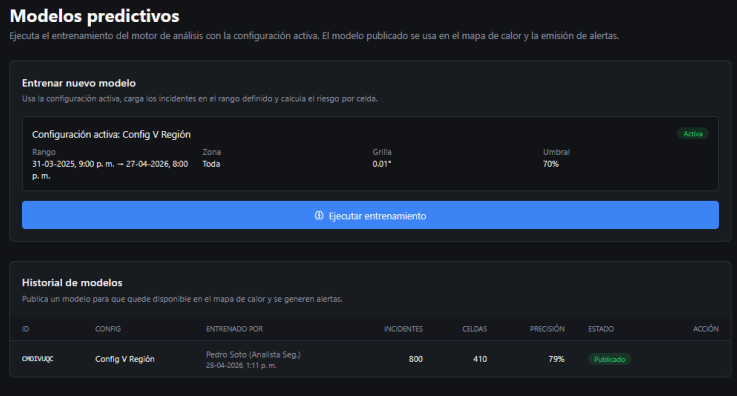 Modelos predictivos
Ejecuta el entrenamiento del motor de análisis con la configuración activa. El modelo publicado se usa en el mapa de calor y la emisión de alertas.
Entrenar nuevo modelo
Usa la configuración activa, carga los incidentes en el rango definido y calcula el riesgo por celda.
Configuración activa: Config V Región
Activa
Rango
Zona
Grilla
Umbral
31-03-2025, 9:00 p. m. → 27-04-2026, 8:00 p. m.
Toda
0.01°
70%
Ejecutar entrenamiento
Historial de modelos
Publica un modelo para que quede disponible en el mapa de calor y se generen alertas.
ID CONFIG ENTRENADO POR INCIDENTES CELDAS PRECISIÓN ESTADO ACCIÓN
CMOIVUQC Config V Región Pedro Soto (Analista Seg.) 800 410 79% Publicado
28-04-2026, 1:11 p. m.